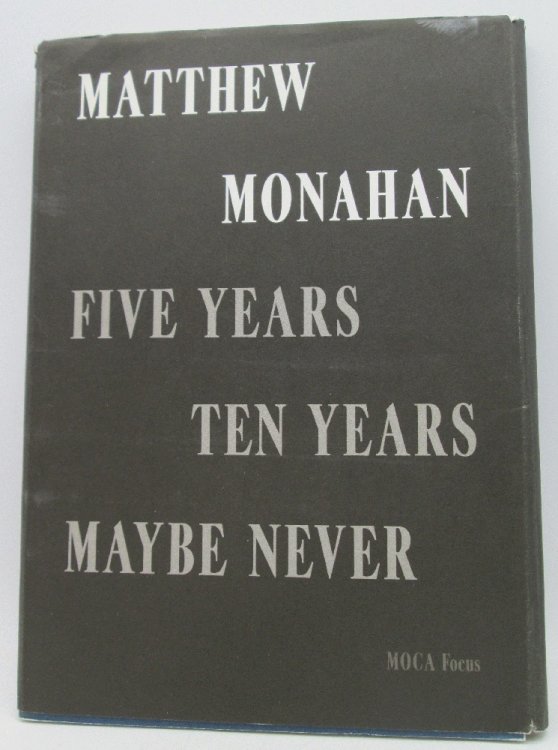 MATTHEW
MONAHAN
FIVE YEARS
TEN YEARS
MAYBE NEVER
MOCA Focus